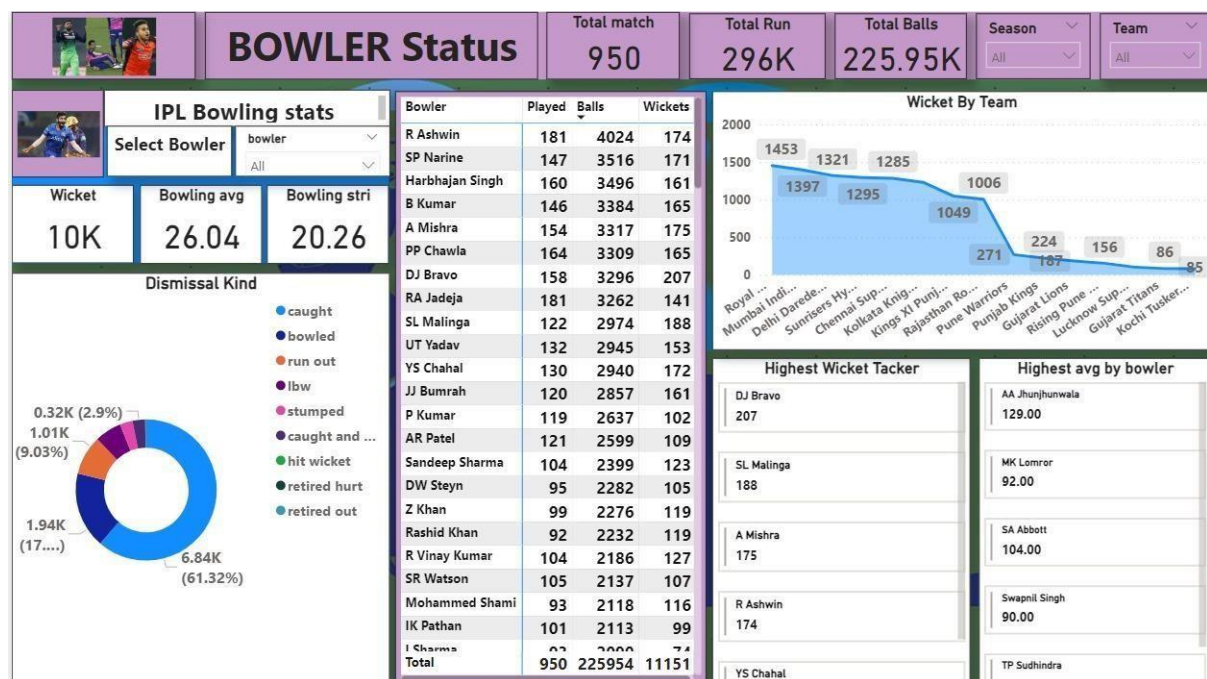 BOWLER Status
Total match
950
Total Run
296K
Total Balls
225.95K
Season
All
Team
All
IPL Bowling stats
Select Bowler
bowler
All
Wicket
10K
Bowling avg
26.04
Bowling stri
20.26
Dismissal Kind
caught
bowled
run out
lbw
stumped
caught and ...
hit wicket
retired hurt
retired out
0.32K (2.9%)
1.01K
(9.03%)
1.94K
(17....)
6.84K
(61.32%)
Bowler Played Balls Wickets
R Ashwin 181 4024 174
SP Narine 147 3516 171
Harbhajan Singh 160 3496 161
B Kumar 146 3384 165
A Mishra 154 3317 175
PP Chawla 164 3309 165
DJ Bravo 158 3296 207
RA Jadeja 181 3262 141
SL Malinga 122 2974 188
UT Yadav 132 2945 153
YS Chahal 130 2940 172
JJ Bumrah 120 2857 161
P Kumar 119 2637 102
AR Patel 121 2599 109
Sandeep Sharma 104 2399 123
DW Steyn 95 2282 105
Z Khan 99 2276 119
Rashid Khan 92 2232 119
R Vinay Kumar 104 2186 127
SR Watson 105 2137 107
Mohammed Shami 93 2118 116
IK Pathan 101 2113 99
I Sharma
Total 950 225954 11151
Wicket By Team
2000
1500
1000
500
0
1453
1397
1321
1295
1285
1049
1006
271
224
187
156
86
85
Royal ...
Mumbai Indi...
Delhi Darede...
Sunrisers Hy...
Chennai Sup...
Kolkata Knig...
Kings XI Punj...
Rajasthan Ro...
Pune Warriors
Punjab Kings
Gujarat Lions
Rising Pune ...
Lucknow Sup...
Gujarat Titans
Kochi Tusker...
Highest Wicket Tacker
DJ Bravo
207
SL Malinga
188
A Mishra
175
R Ashwin
174
YS Chahal
Highest avg by bowler
AA Jhunjhunwala
129.00
MK Lomror
92.00
SA Abbott
104.00
Swapnil Singh
90.00
TP Sudhindra